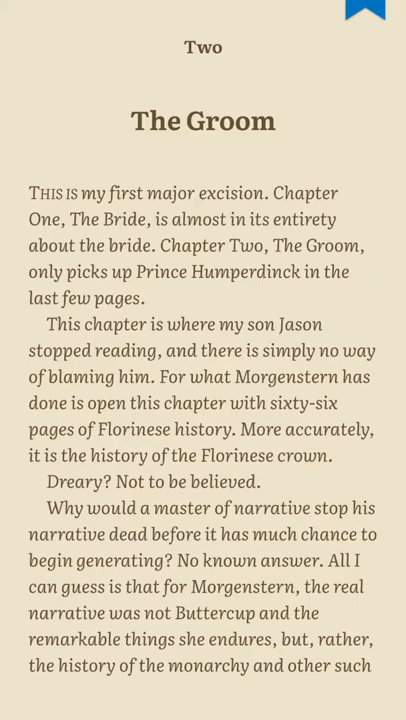 Two
The Groom
THIS IS my first major excision. Chapter
One, The Bride, is almost in its entirety
about the bride. Chapter Two, The Groom,
only picks up Prince Humperdinck in the
last few pages.
This chapter is where my son Jason
stopped reading, and there is simply no way
of blaming him. For what Morgenstern has
done is open this chapter with sixty-six
pages of Florinese history. More accurately,
it is the history of the Florinese crown.
Dreary? Not to be believed.
Why would a master of narrative stop his
narrative dead before it has much chance to
begin generating? No known answer. All I
can guess is that for Morgenstern, the real
narrative was not Buttercup and the
remarkable things she endures, but, rather,
the history of the monarchy and other such